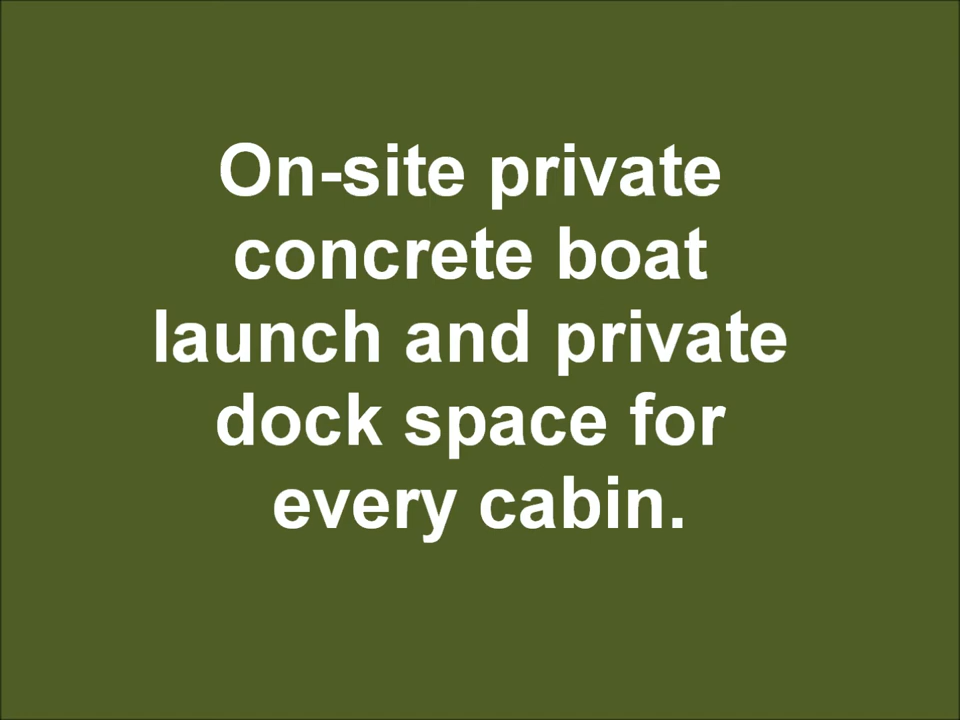 On-site private
concrete boat
launch and private
dock space for
every cabin.